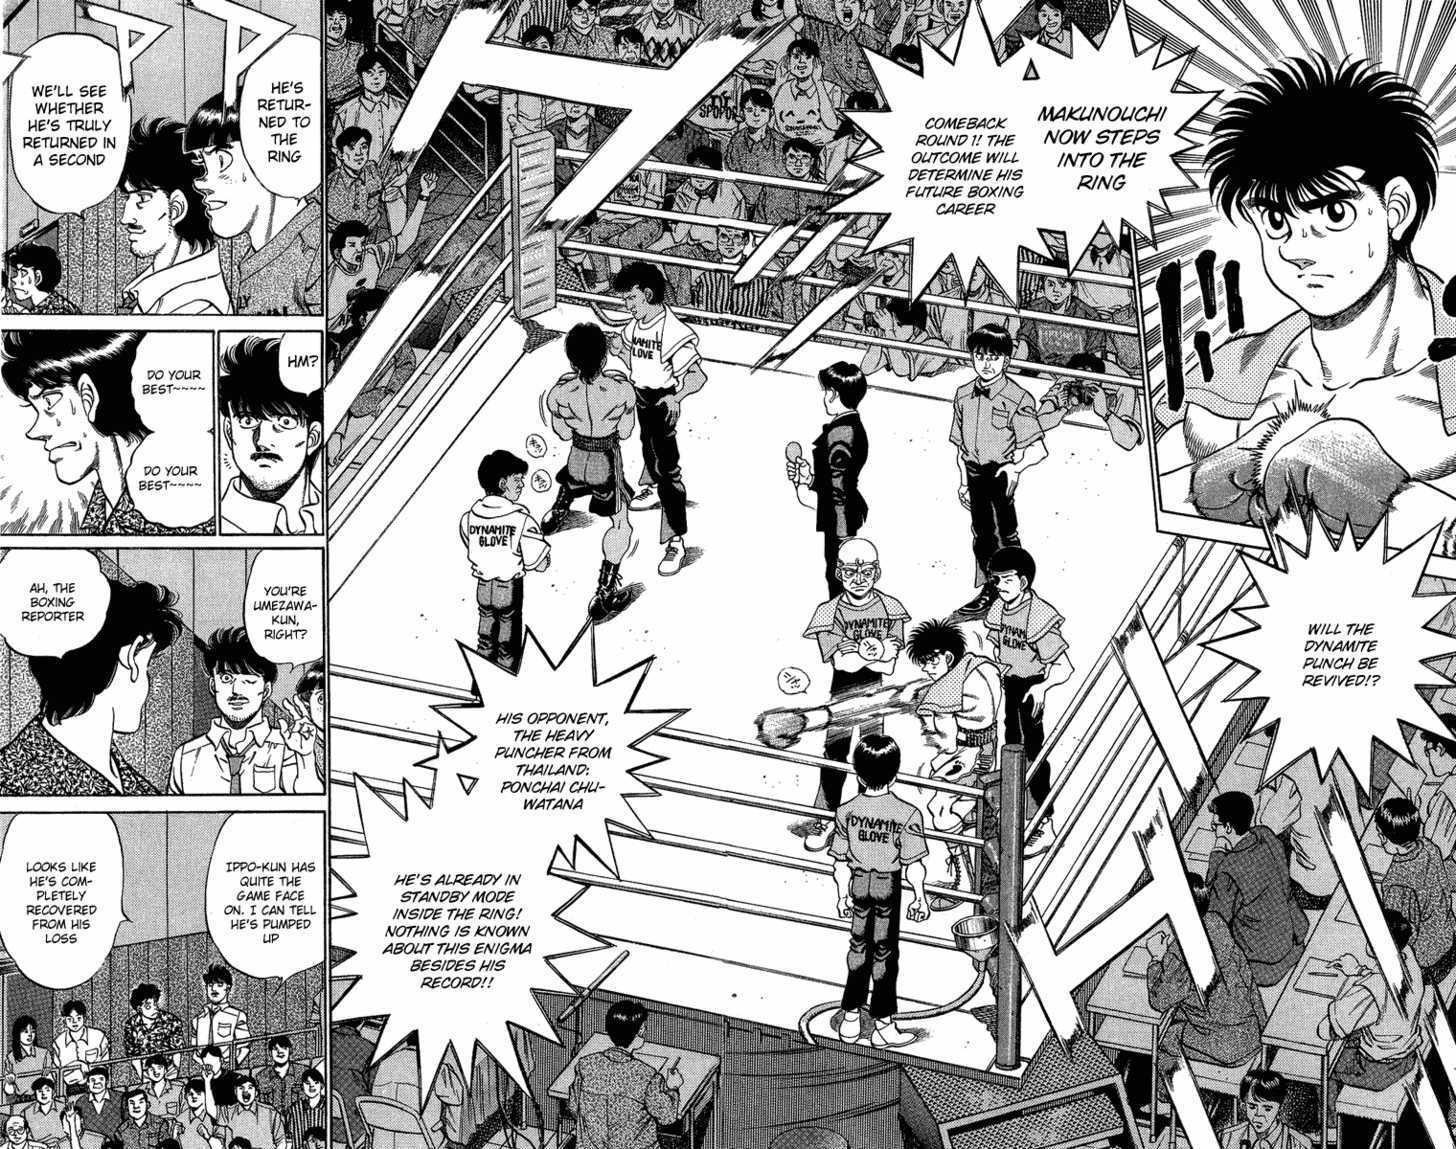 MAKUNOUCHI
NOW STEPS
INTO THE
RING
COMEBACK
ROUND 1! THE
OUTCOME WILL
DETERMINE HIS
FUTURE BOXING
CAREER
WILL THE
DYNAMITE
PUNCH BE
REVIVED!?
SPOPOR
DYNAMITE
GLOVE
DYNAMITE
GLOVE
DYNAMITE
GLOVE
DYNAMITE
GLOVE
HIS OPPONENT,
THE HEAVY
PUNCHER FROM
THAILAND:
PONCHAI CHU-
WATANA
HE'S ALREADY IN
STANDBY MODE
INSIDE THE RING!
NOTHING IS KNOWN
ABOUT THIS ENIGMA
BESIDES HIS
RECORD!!
HE'S
RETUR-
NED TO
THE
RING
WE'LL SEE
WHETHER
HE'S TRULY
RETURNED IN
A SECOND
HM?
DO YOUR
BEST~~~~
DO YOUR
BEST~~~~
YOU'RE
UMEZAWA-
KUN,
RIGHT?
AH, THE
BOXING
REPORTER
IPPO-KUN HAS
QUITE THE
GAME FACE
ON. I CAN TELL
HE'S PUMPED
UP
LOOKS LIKE
HE'S COM-
PLETELY
RECOVERED
FROM HIS
LOSS